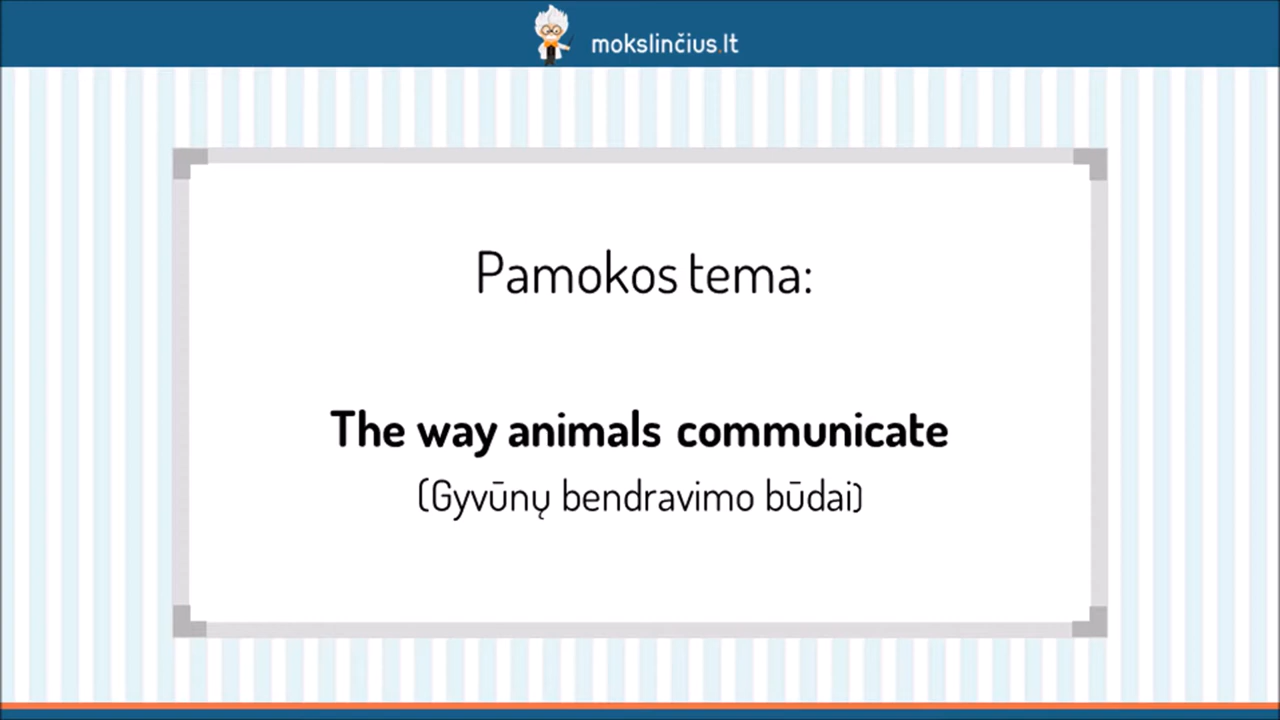 mokslinčius.lt
Pamokos tema:
The way animals communicate
(Gyvūnų bendravimo būdai)